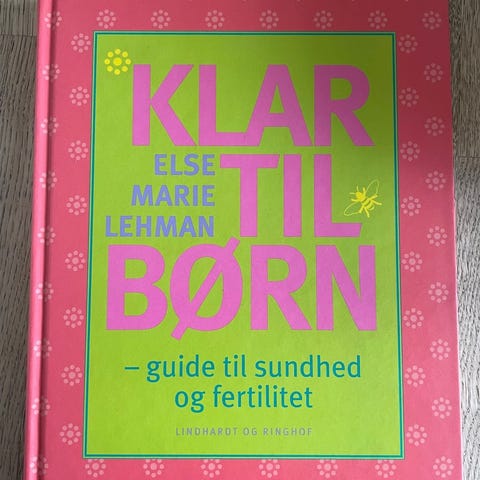 KLAR
ELSE
MARIE
LEHMAN
TIL
BØRN
– guide til sundhed
og fertilitet
LINDHARDT OG RINGHOF